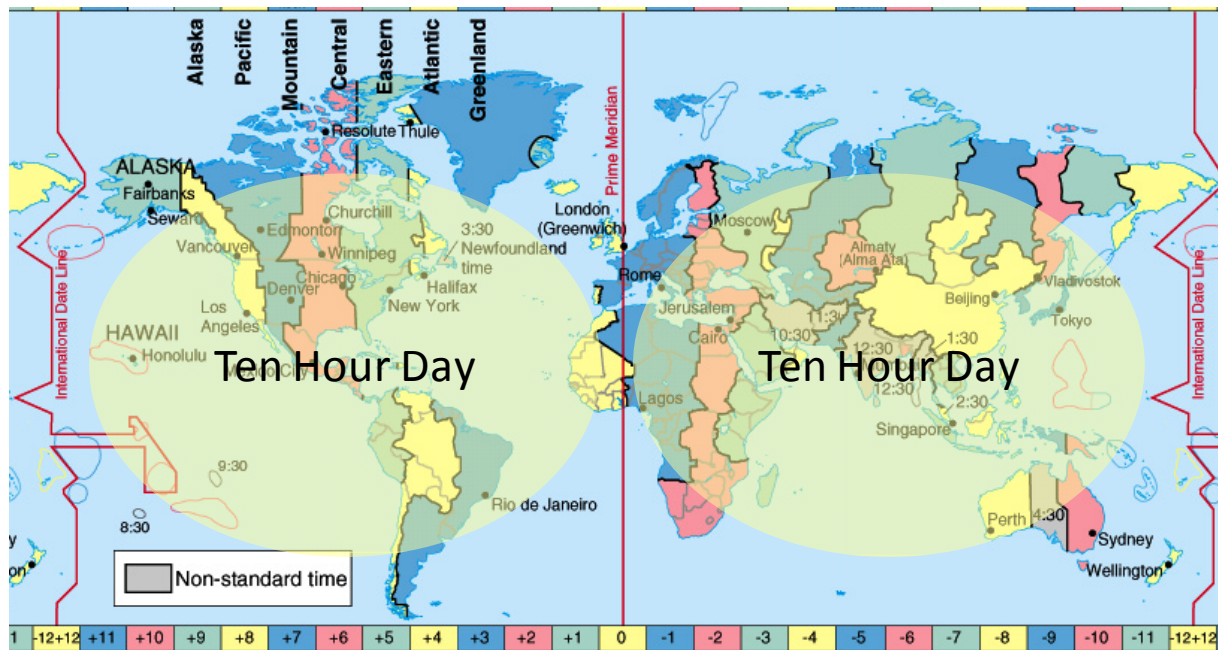 Alaska
Pacific
Mountain
Central
Eastern
Atlantic
Greenland
Prime Meridian
International Date Line
International Date Line
Resolute
Thule
ALASKA
Fairbanks
Seward
Churchill
Edmonton
London
(Greenwich)
Moscow
3:30
Newfoundland
time
Vancouver
Winnipeg
Almaty
(Alma Ata)
Rome
Chicago
Halifax
Denver
New York
Vladivostok
Beijing
Los
Angeles
Jerusalem
Tokyo
HAWAII
Honolulu
Cairo
10:30
11:30
12:30
1:30
Ten Hour Day
Ten Hour Day
Mexico City
Mumbai
12:30
2:30
Lagos
Singapore
9:30
8:30
Rio de Janeiro
Perth
4:30
Sydney
Wellington
Non-standard time
1 -12+12 +11 +10 +9 +8 +7 +6 +5 +4 +3 +2 +1 0 -1 -2 -3 -4 -5 -6 -7 -8 -9 -10 -11 -12+12